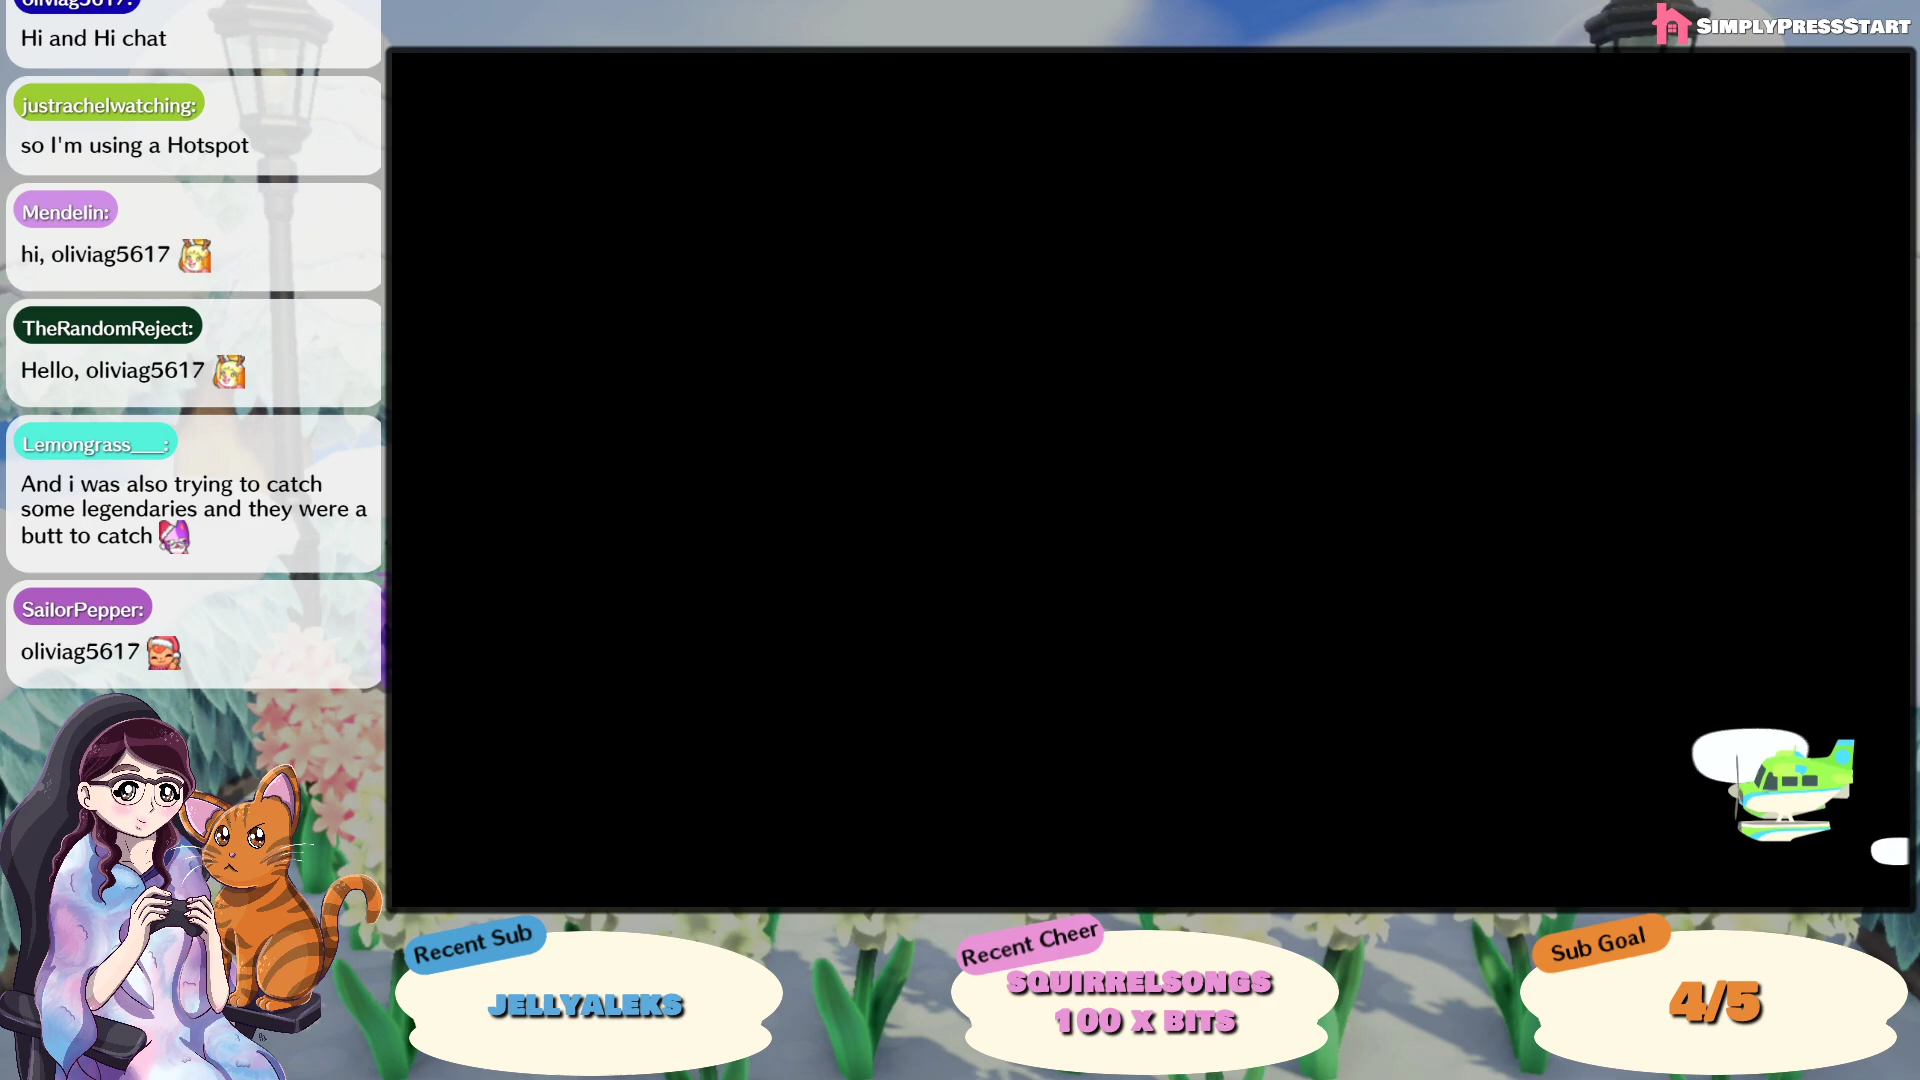 oliviag5617:
Hi and Hi chat
justrachelwatching:
so I'm using a Hotspot
Mendelin:
hi, oliviag5617
TheRandomReject:
Hello, oliviag5617
Lemongrass___:
And i was also trying to catch
some legendaries and they were a
butt to catch
SailorPepper:
oliviag5617
SIMPLYPRESSSTART
Recent Sub
JELLYALEKS
Recent Cheer
SQUIRRELSONGS
100 X BITS
Sub Goal
4/5